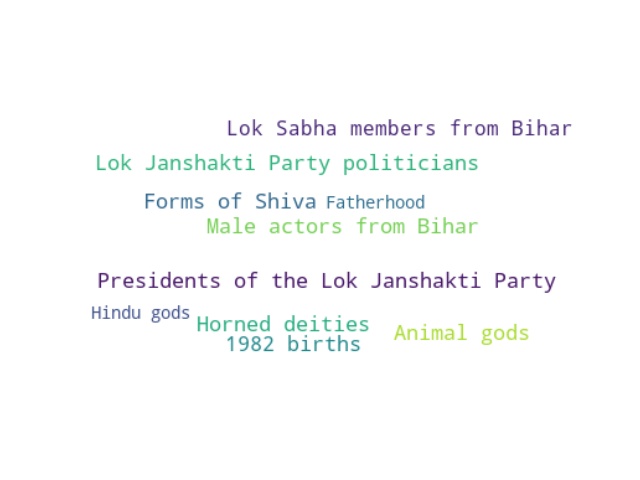 Lok Sabha members from Bihar
Lok Janshakti Party politicians
Forms of Shiva Fatherhood
Male actors from Bihar
Presidents of the Lok Janshakti Party
Hindu gods
Horned deities
Animal gods
1982 births